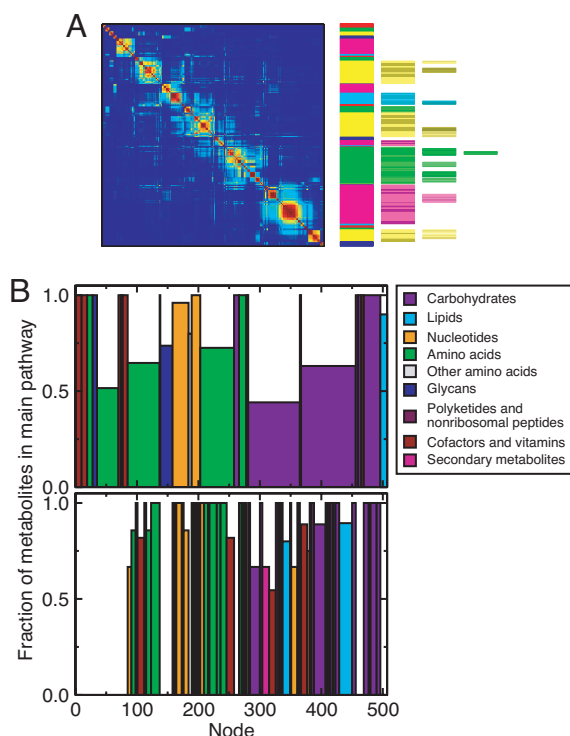 A
B
Fraction of metabolites in main pathway
1.0
0.5
0.0
1.0
0.5
0.0
0 100 200 300 400 500
Node
Carbohydrates
Lipids
Nucleotides
Amino acids
Other amino acids
Glycans
Polyketides and
nonribosomal peptides
Cofactors and vitamins
Secondary metabolites